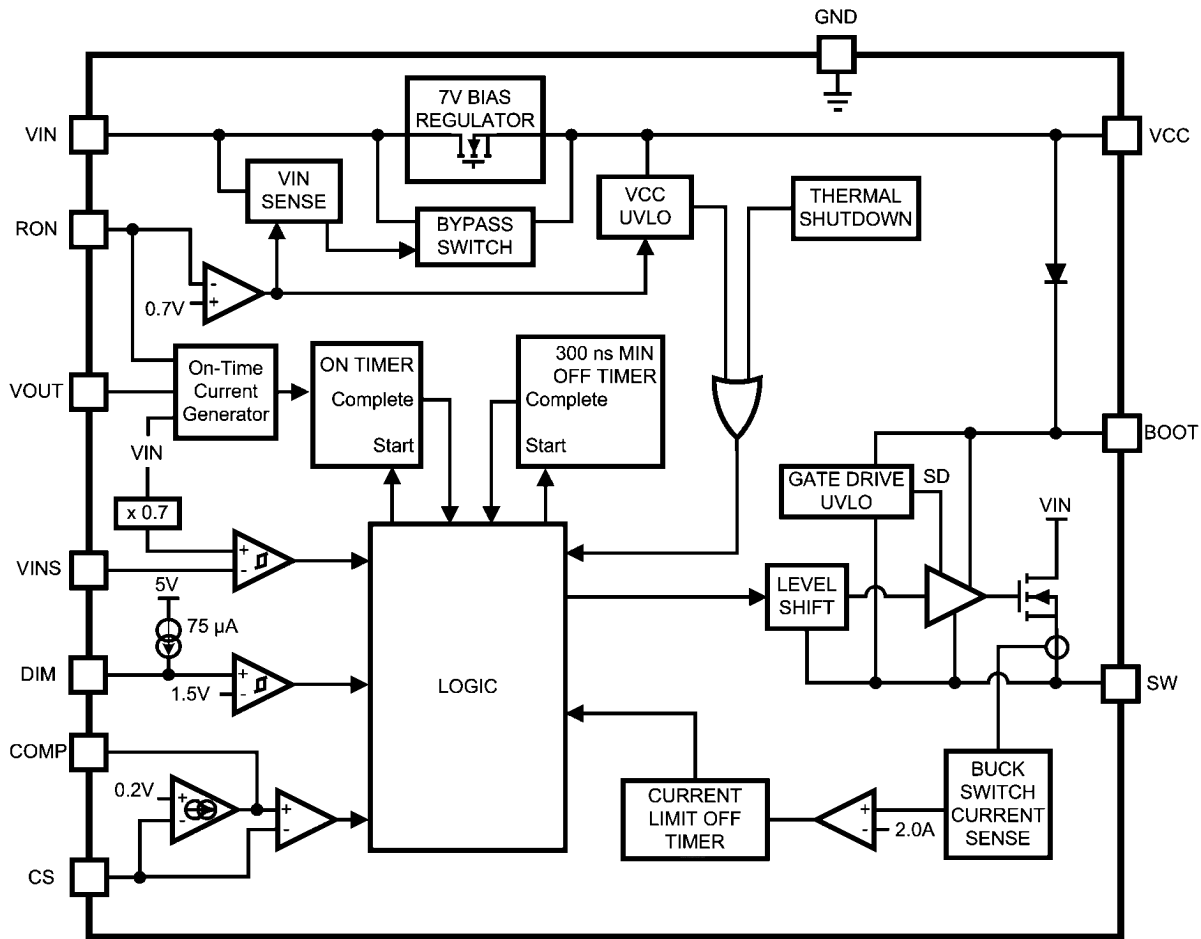 GND
VIN
7V BIAS
REGULATOR
VCC
VIN
SENSE
BYPASS
SWITCH
VCC
UVLO
THERMAL
SHUTDOWN
RON
-
+
0.7V
On-Time
Current
Generator
ON TIMER
Complete
Start
300 ns MIN
OFF TIMER
Complete
Start
VOUT
VIN
x 0.7
BOOT
GATE DRIVE
UVLO
SD
VIN
VINS
+
-
5V
75 µA
LEVEL
SHIFT
DIM
+
1.5V
-
LOGIC
SW
COMP
0.2V
+
-
+
-
CURRENT
LIMIT OFF
TIMER
+
-
2.0A
BUCK
SWITCH
CURRENT
SENSE
CS